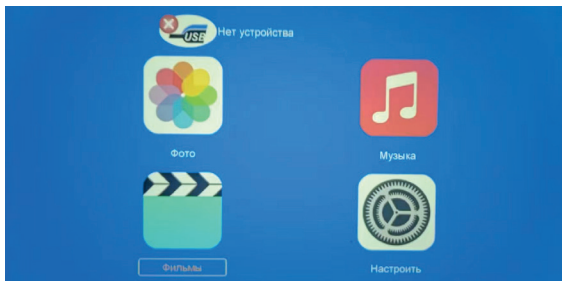 USB Нет устройства
Фото
Музыка
Фильмы
Настроить